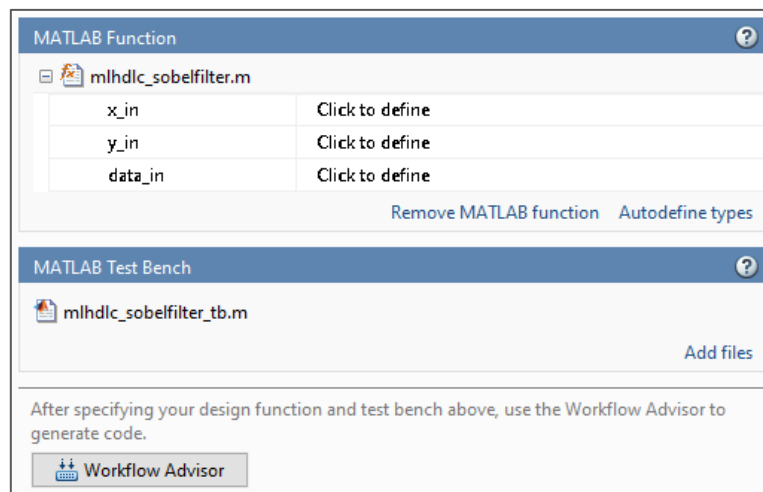 MATLAB Function
mlhdlc_sobelfilter.m
x_in Click to define
y_in Click to define
data_in Click to define
Remove MATLAB function Autodefine types
MATLAB Test Bench
mlhdlc_sobelfilter_tb.m
Add files
After specifying your design function and test bench above, use the Workflow Advisor to
generate code.
Workflow Advisor